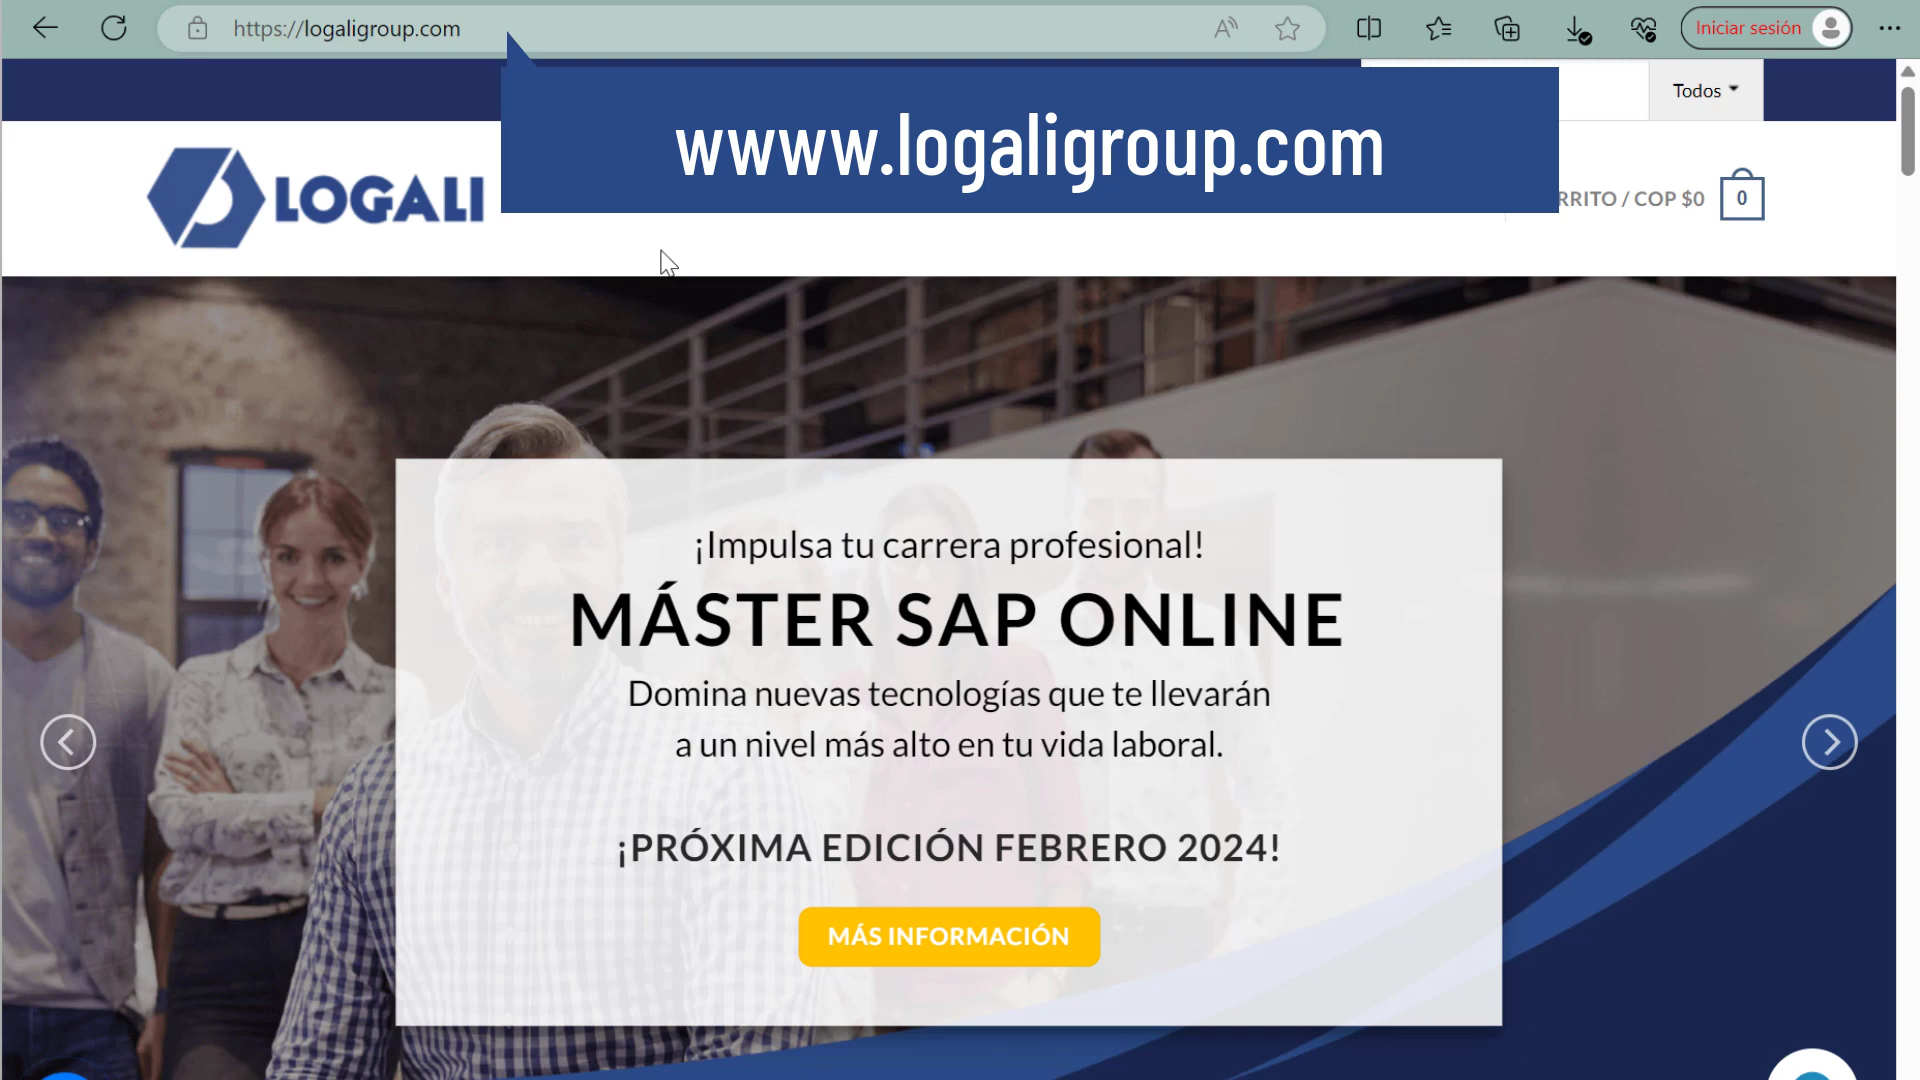 https://logaligroup.com
Iniciar sesión
Todos
wwww.logaligroup.com
LOGALI
RRITO / COP $0
0
¡Impulsa tu carrera profesional!
MÁSTER SAP ONLINE
Domina nuevas tecnologías que te llevarán
a un nivel más alto en tu vida laboral.
¡PRÓXIMA EDICIÓN FEBRERO 2024!
MÁS INFORMACIÓN